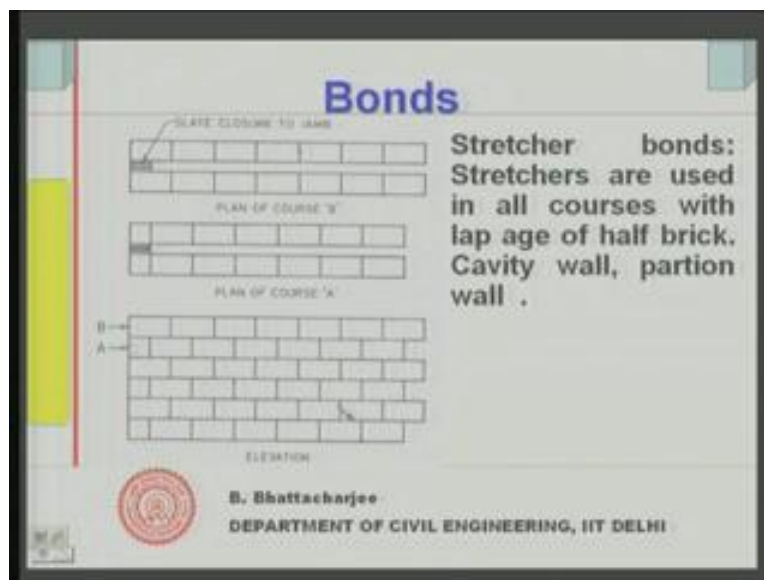 Bonds
SLATE CLOSURE TO JAMB
PLAN OF COURSE 'B'
PLAN OF COURSE 'A'
B
A
ELEVATION
Stretcher bonds:
Stretchers are used
in all courses with
lap age of half brick.
Cavity wall, partion
wall .
B. Bhattacharjee
DEPARTMENT OF CIVIL ENGINEERING, IIT DELHI